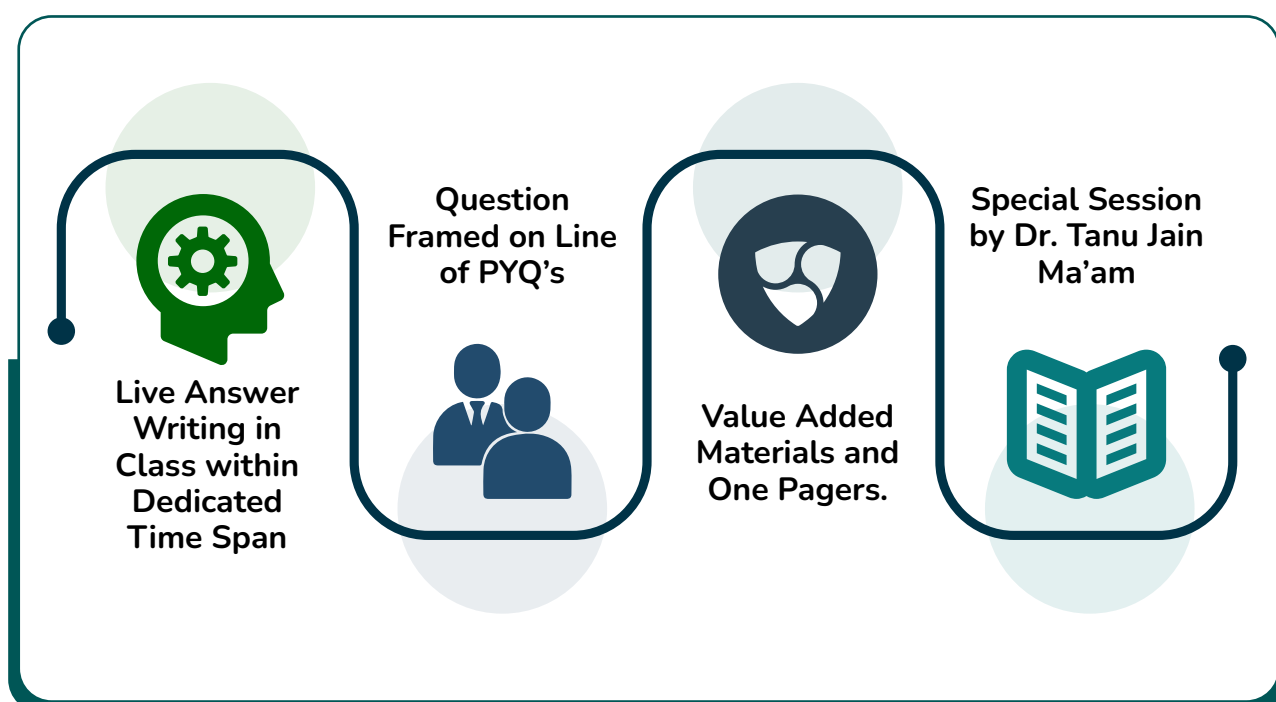 Live Answer
Writing in
Class within
Dedicated
Time Span
Question
Framed on Line
of PYQ’s
Value Added
Materials and
One Pagers.
Special Session
by Dr. Tanu Jain
Ma’am